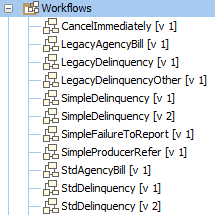 Workflows
CancelImmediately [v 1]
LegacyAgencyBill [v 1]
LegacyDelinquency [v 1]
LegacyDelinquencyOther [v 1]
SimpleDelinquency [v 1]
SimpleDelinquency [v 2]
SimpleFailureToReport [v 1]
SimpleProducerRefer [v 1]
StdAgencyBill [v 1]
StdDelinquency [v 1]
StdDelinquency [v 2]